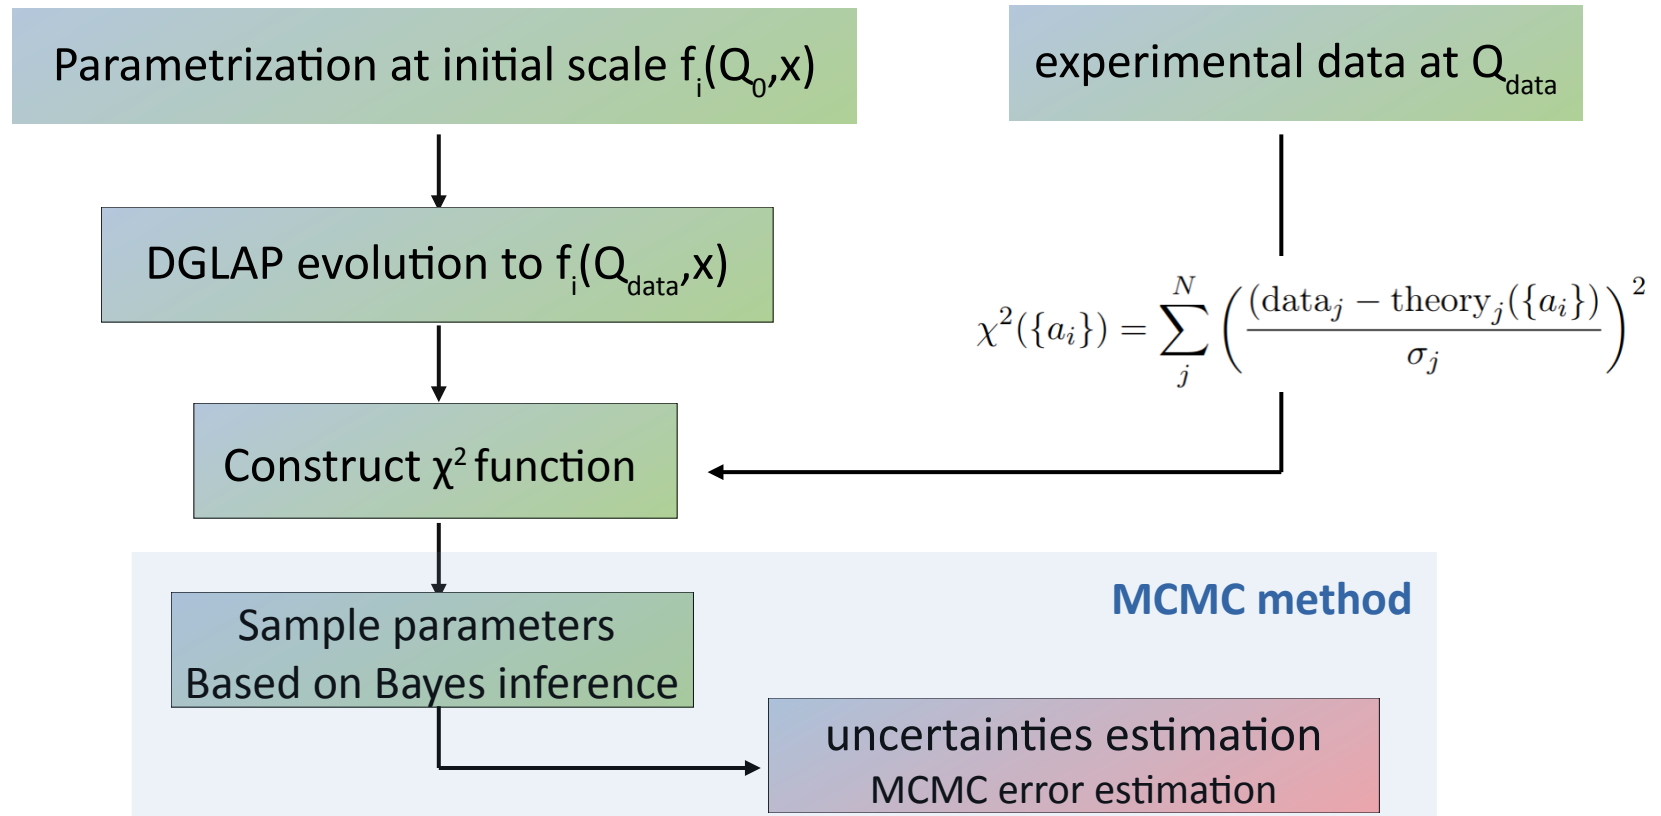 Parametrization at initial scale f_i(Q_0,x)
experimental data at Q_data
DGLAP evolution to f_i(Q_data,x)
χ²({a_i}) = ∑_j^N ( (data_j − theory_j({a_i})) / σ_j )²
Construct χ² function
MCMC method
Sample parameters
Based on Bayes inference
uncertainties estimation
MCMC error estimation